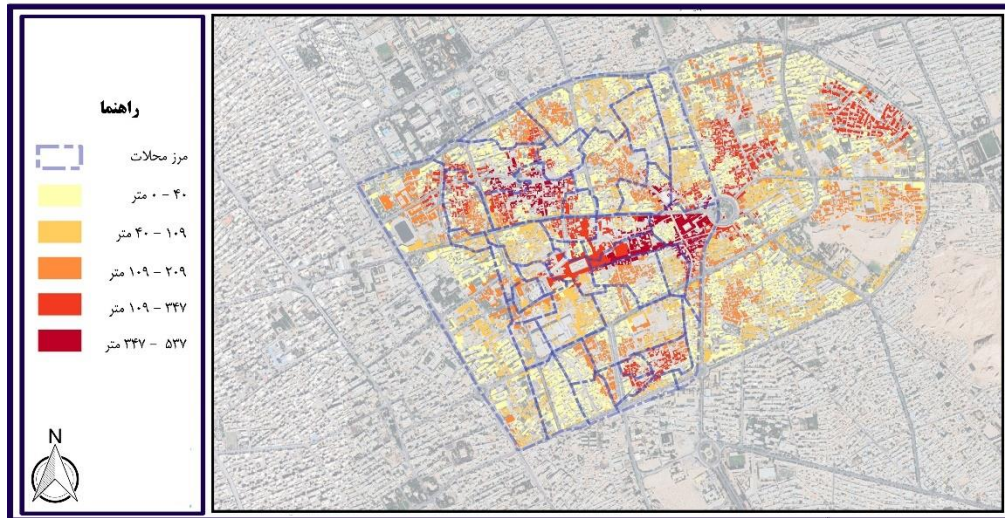 راهنما
مرز محلات
۰ - ۴۰ متر
۴۰ - ۱۰۹ متر
۱۰۹ - ۲۰۹ متر
۱۰۹ - ۳۴۷ متر
۳۴۷ - ۵۳۷ متر
N